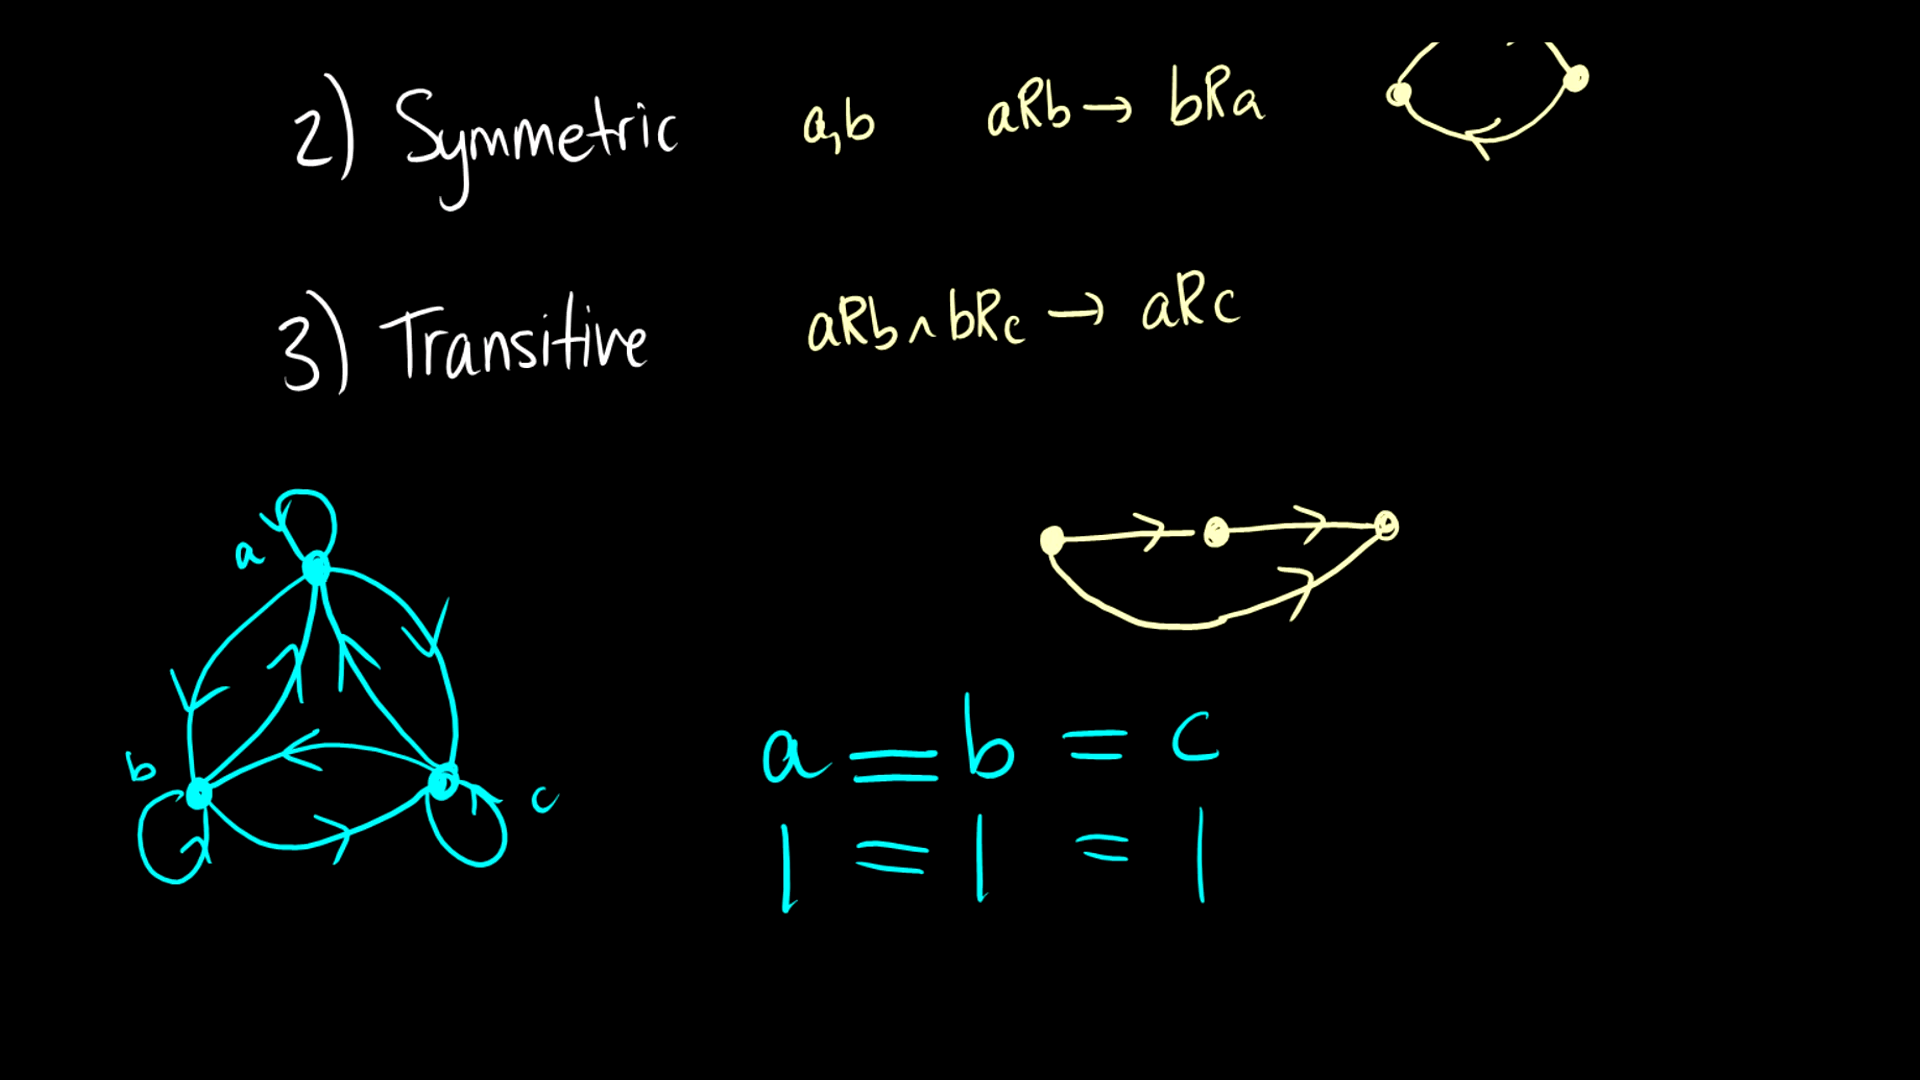 2) Symmetric a,b aRb → bRa
3) Transitive aRb ∧ bRc → aRc
a
b
c
a = b = c
1 = 1 = 1